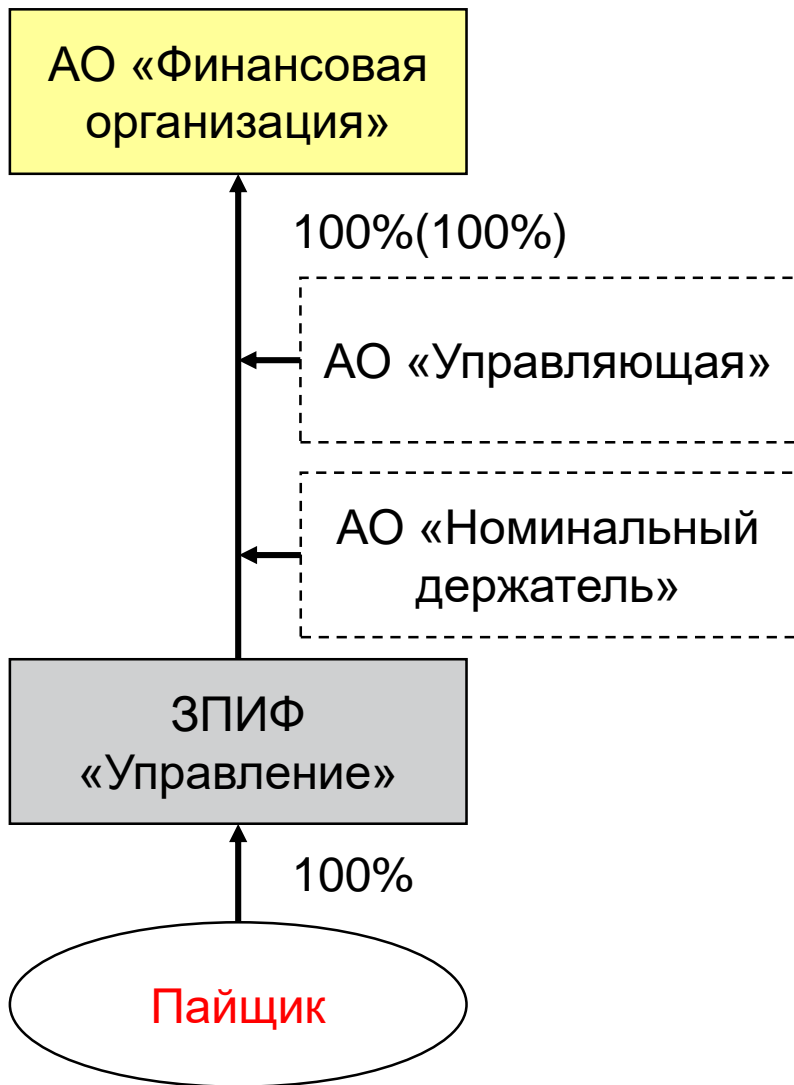 АО «Финансовая
организация»
100%(100%)
АО «Управляющая»
АО «Номинальный
держатель»
ЗПИФ
«Управление»
100%
Пайщик